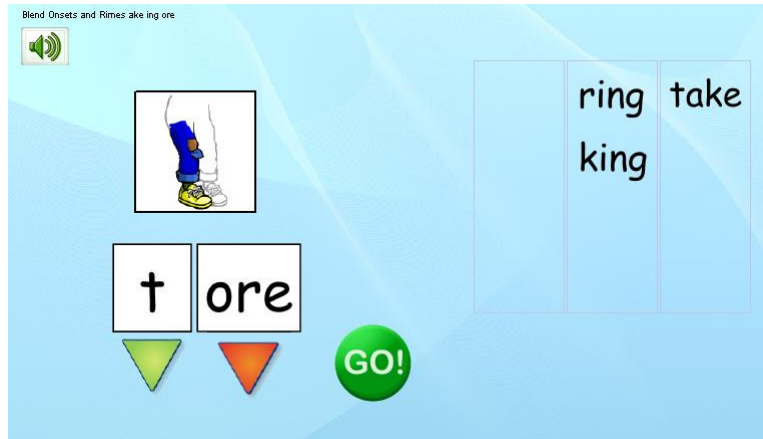 Blend Onsets and Rimes ake ing ore
ring take
king
t ore
GO!